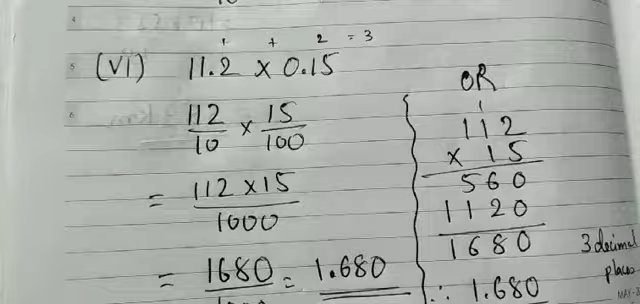 1 + 2 = 3
(VI) 11.2 x 0.15
112/10 x 15/100
= 112 x 15/1000
= 1680/1000 = 1.680
OR
1
112
x 15
560
1120
1680
3 decimal places
∴ 1.680